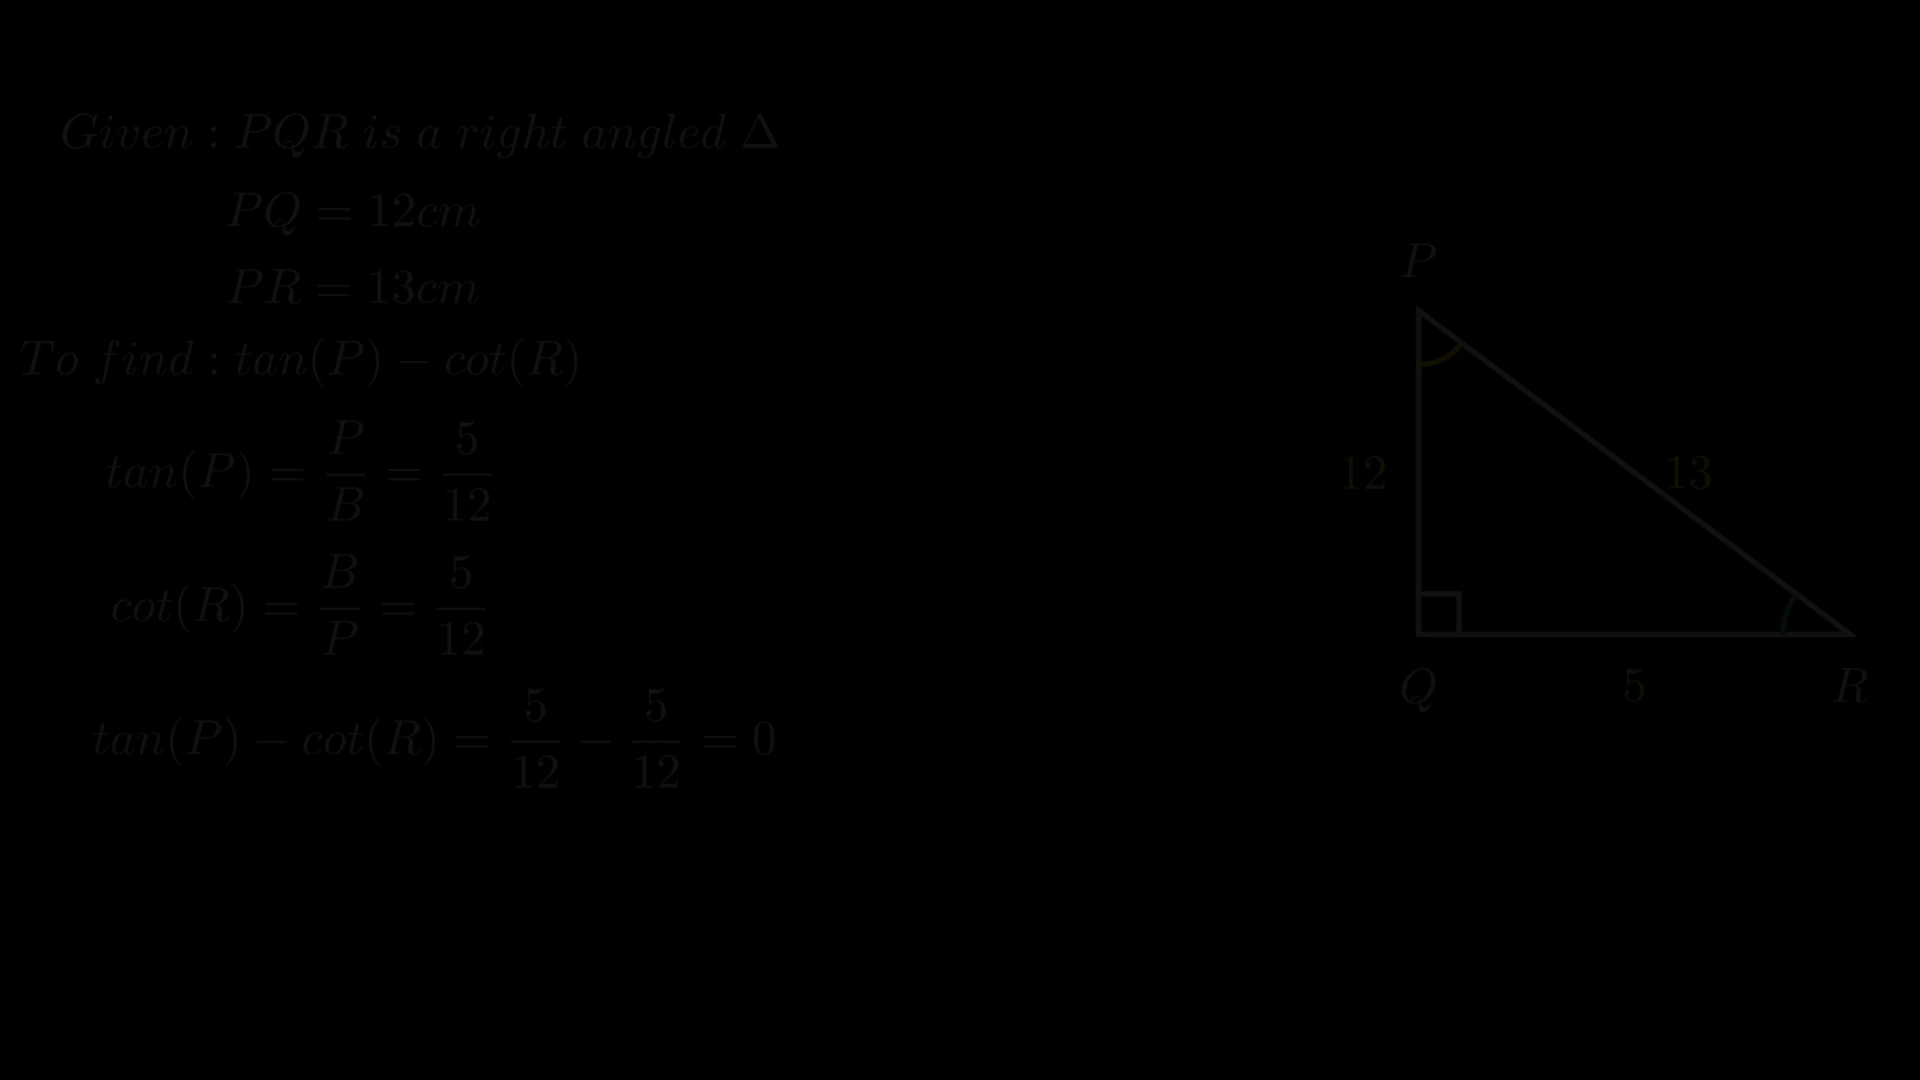 Given : PQR is a right angled Δ
PQ = 12cm
PR = 13cm
To find : tan(P) − cot(R)
tan(P) = P/B = 5/12
cot(R) = B/P = 5/12
tan(P) − cot(R) = 5/12 − 5/12 = 0
P
12
13
Q
5
R